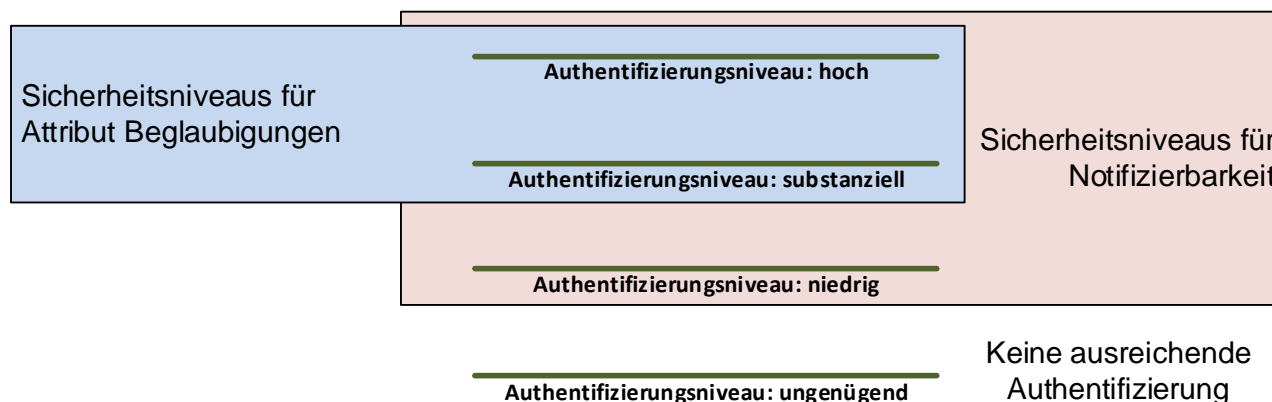 Authentifizierungsniveau: hoch
Sicherheitsniveaus für
Attribut Beglaubigungen
Sicherheitsniveaus für
Notifizierbarkeit
Authentifizierungsniveau: substanziell
Authentifizierungsniveau: niedrig
Keine ausreichende
Authentifizierung
Authentifizierungsniveau: ungenügend